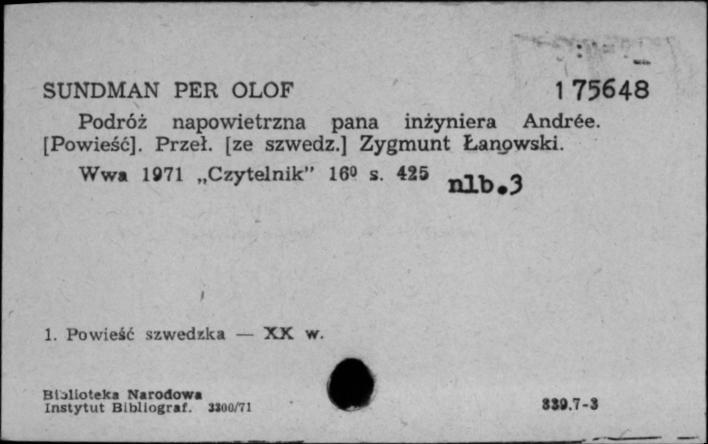 SUNDMAN PER OLOF 1 75648
Podróż napowietrzna pana inżyniera Andrée.
[Powieść]. Przeł. [ze szwedz.] Zygmunt Łanowski.
Wwa 1971 „Czytelnik” 16⁰ s. 425 nlb.3
1. Powieść szwedzka — XX w.
Biblioteka Narodowa
Instytut Bibliograf. 3300/71 839.7-3